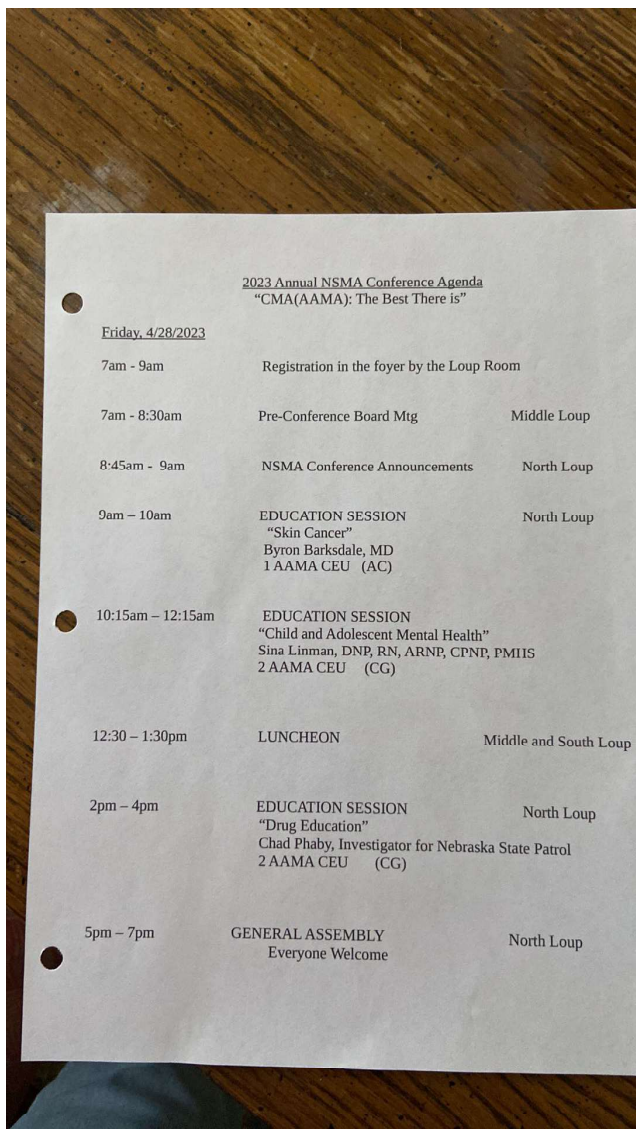 2023 Annual NSMA Conference Agenda
“CMA(AAMA): The Best There is”
Friday, 4/28/2023
7am - 9am Registration in the foyer by the Loup Room
7am - 8:30am Pre-Conference Board Mtg Middle Loup
8:45am - 9am NSMA Conference Announcements North Loup
9am – 10am EDUCATION SESSION North Loup
“Skin Cancer”
Byron Barksdale, MD
1 AAMA CEU (AC)
10:15am – 12:15am EDUCATION SESSION
“Child and Adolescent Mental Health”
Sina Linman, DNP, RN, ARNP, CPNP, PMHS
2 AAMA CEU (CG)
12:30 – 1:30pm LUNCHEON Middle and South Loup
2pm – 4pm EDUCATION SESSION North Loup
“Drug Education”
Chad Phaby, Investigator for Nebraska State Patrol
2 AAMA CEU (CG)
5pm – 7pm GENERAL ASSEMBLY North Loup
Everyone Welcome